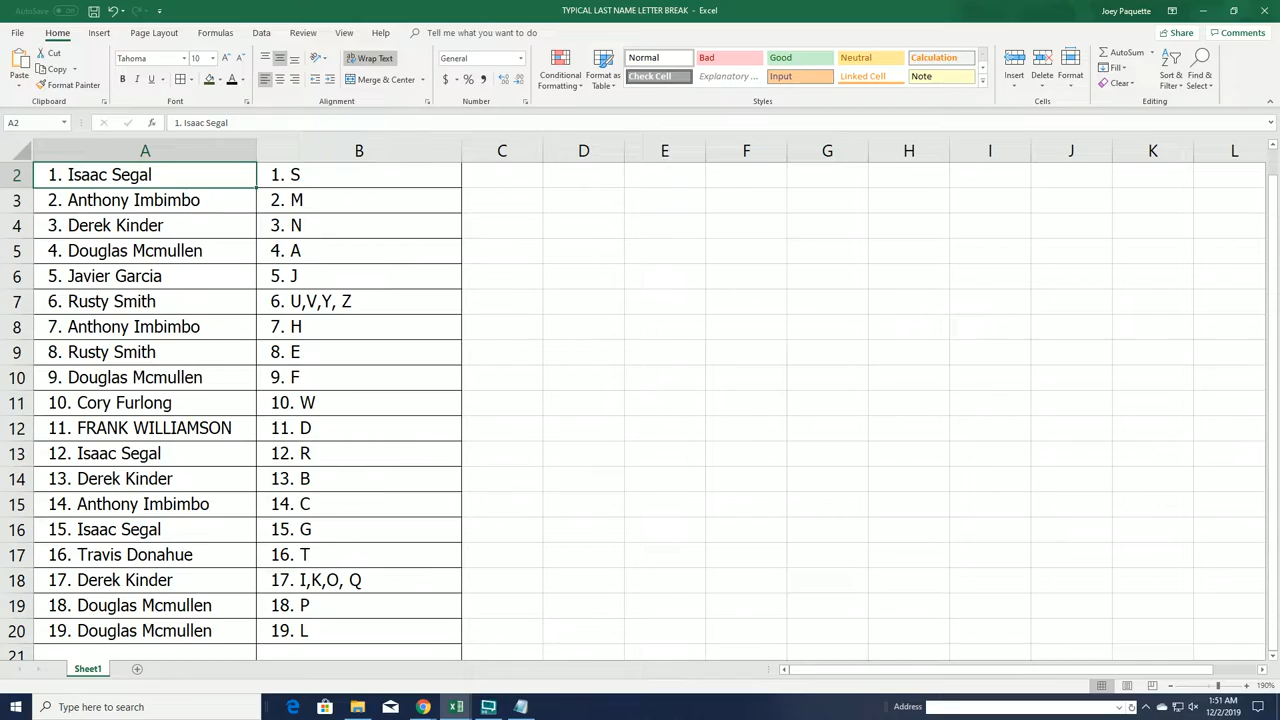 AutoSave Off
TYPICAL LAST NAME LETTER BREAK - Excel
Joey Paquette
File Home Insert Page Layout Formulas Data Review View Help Tell me what you want to do Share Comments
Paste Cut Copy Format Painter Clipboard
Tahoma 10 A A B I U A Font
ab Wrap Text Merge & Center Alignment
General $ % , Number
Conditional Formatting Format as Table
Normal Bad Good Neutral Calculation
Check Cell Explanatory ... Input Linked Cell Note
Styles
Insert Delete Format Cells
AutoSum Fill Clear Sort & Filter Find & Select Editing
A2 fx 1. Isaac Segal
A B C D E F G H I J K L
2 1. Isaac Segal 1. S
3 2. Anthony Imbimbo 2. M
4 3. Derek Kinder 3. N
5 4. Douglas Mcmullen 4. A
6 5. Javier Garcia 5. J
7 6. Rusty Smith 6. U,V,Y, Z
8 7. Anthony Imbimbo 7. H
9 8. Rusty Smith 8. E
10 9. Douglas Mcmullen 9. F
11 10. Cory Furlong 10. W
12 11. FRANK WILLIAMSON 11. D
13 12. Isaac Segal 12. R
14 13. Derek Kinder 13. B
15 14. Anthony Imbimbo 14. C
16 15. Isaac Segal 15. G
17 16. Travis Donahue 16. T
18 17. Derek Kinder 17. I,K,O, Q
19 18. Douglas Mcmullen 18. P
20 19. Douglas Mcmullen 19. L
21
Sheet1
190%
Type here to search
Address
1:51 AM
12/2/2019